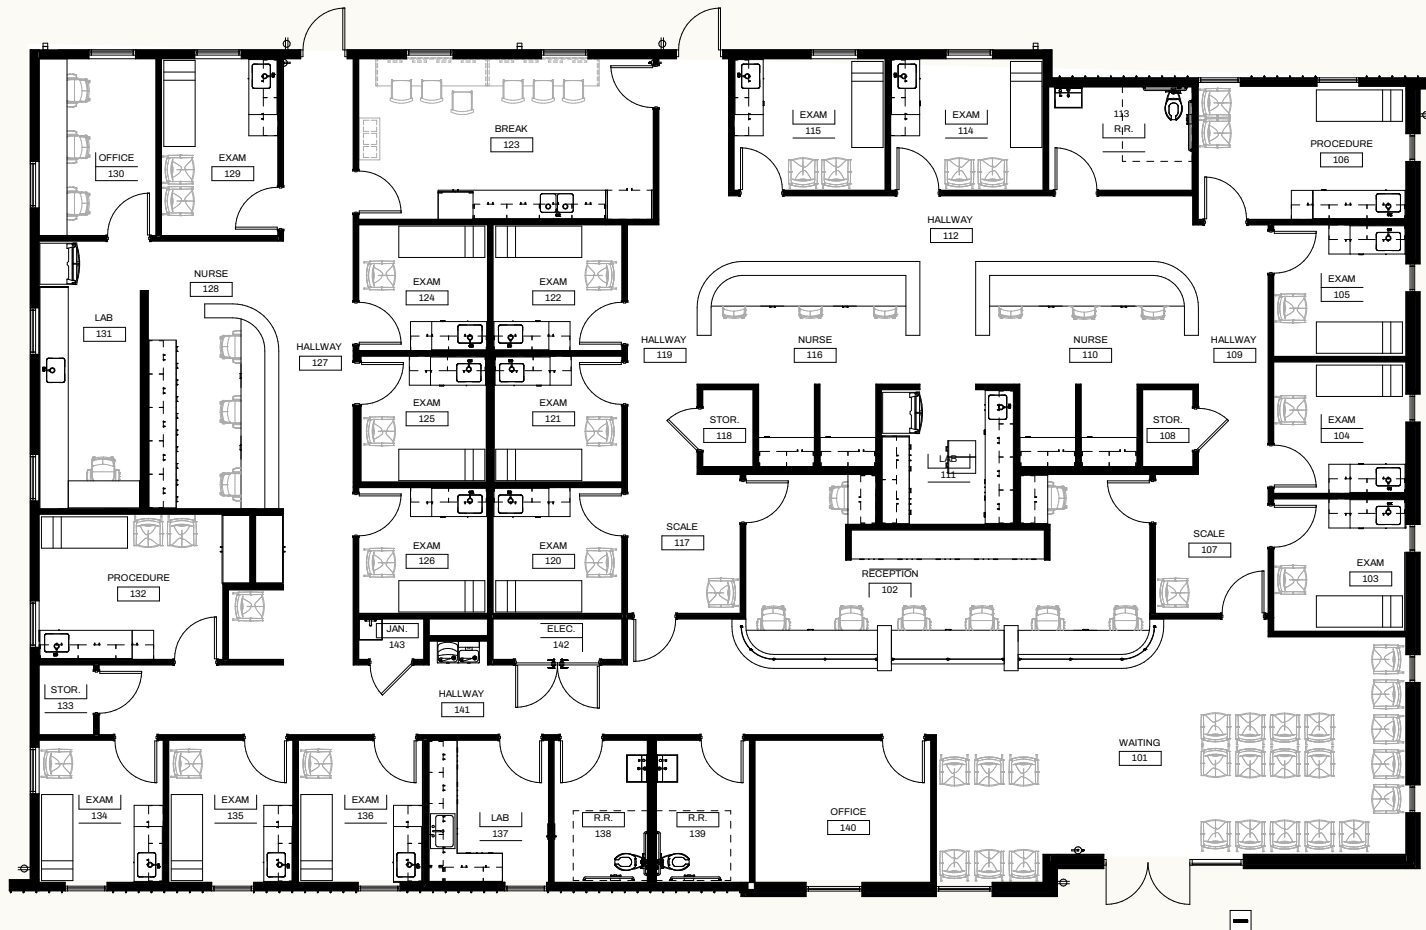 EXAM
115
EXAM
114
113
R.R.
PROCEDURE
106
BREAK
123
OFFICE
130
EXAM
129
HALLWAY
112
NURSE
128
EXAM
124
EXAM
122
EXAM
105
LAB
131
HALLWAY
127
HALLWAY
119
NURSE
116
NURSE
110
HALLWAY
109
EXAM
125
EXAM
121
STOR.
118
STOR.
108
EXAM
104
LAB
111
EXAM
126
EXAM
120
SCALE
117
SCALE
107
RECEPTION
102
EXAM
103
PROCEDURE
132
JAN.
143
ELEC.
142
STOR.
133
HALLWAY
141
WAITING
101
EXAM
134
EXAM
135
EXAM
136
LAB
137
R.R.
138
R.R.
139
OFFICE
140